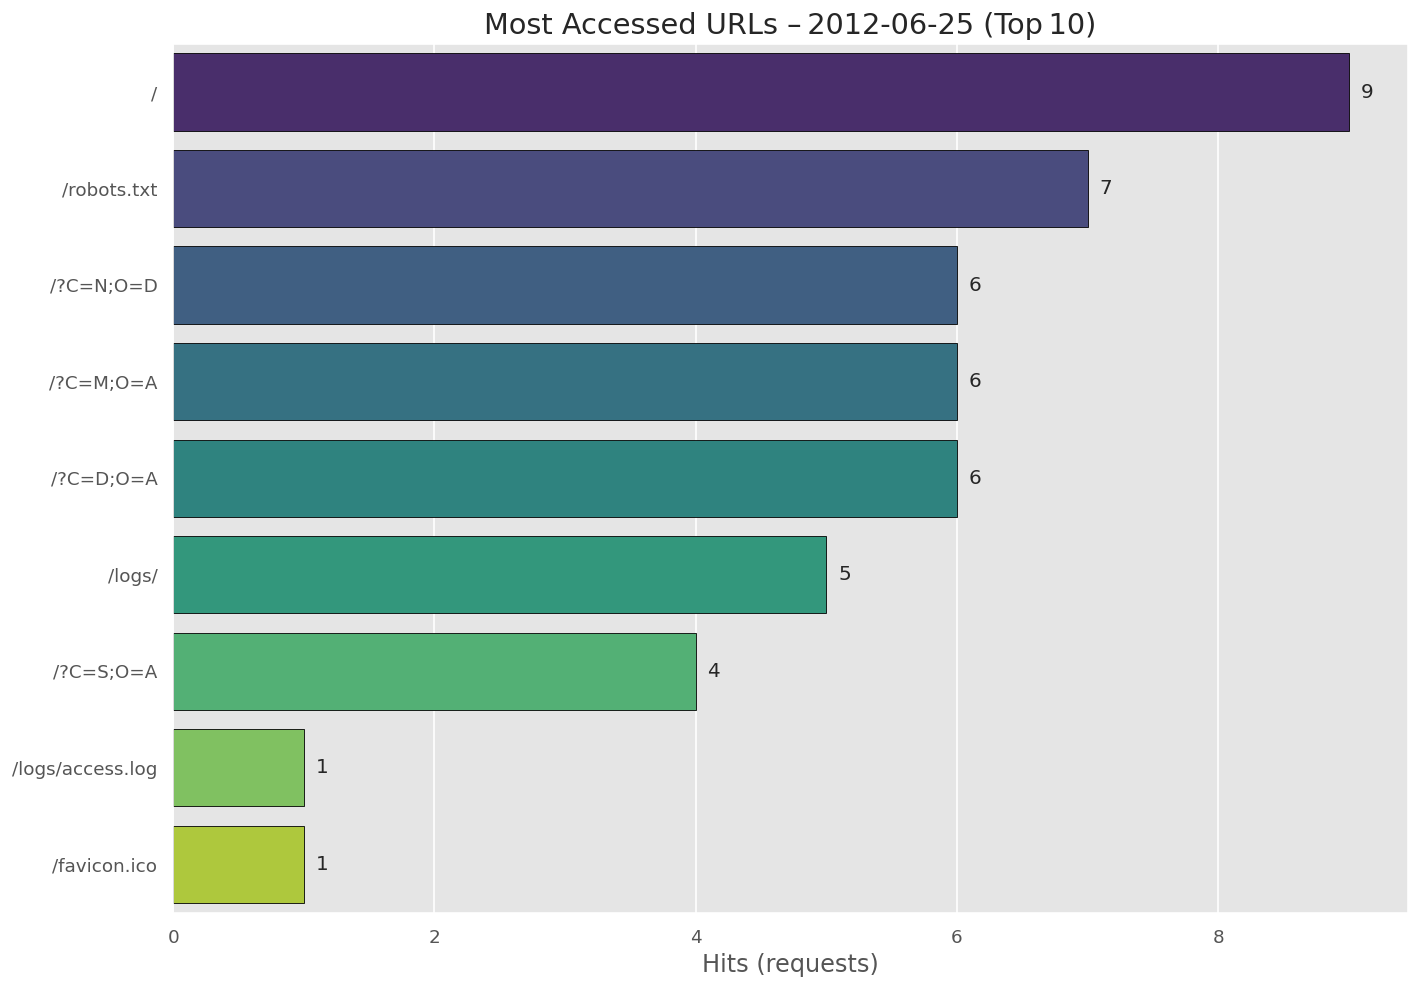 Most Accessed URLs – 2012-06-25 (Top 10)
/
9
/robots.txt
7
/?C=N;O=D
6
/?C=M;O=A
6
/?C=D;O=A
6
/logs/
5
/?C=S;O=A
4
/logs/access.log
1
/favicon.ico
1
0 2 4 6 8
Hits (requests)